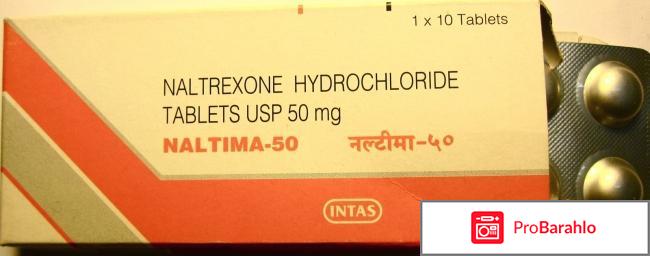 1 x 10 Tablets
NALTREXONE HYDROCHLORIDE
TABLETS USP 50 mg
NALTIMA-50 नल्टीमा-५०
INTAS
ProBarahlo